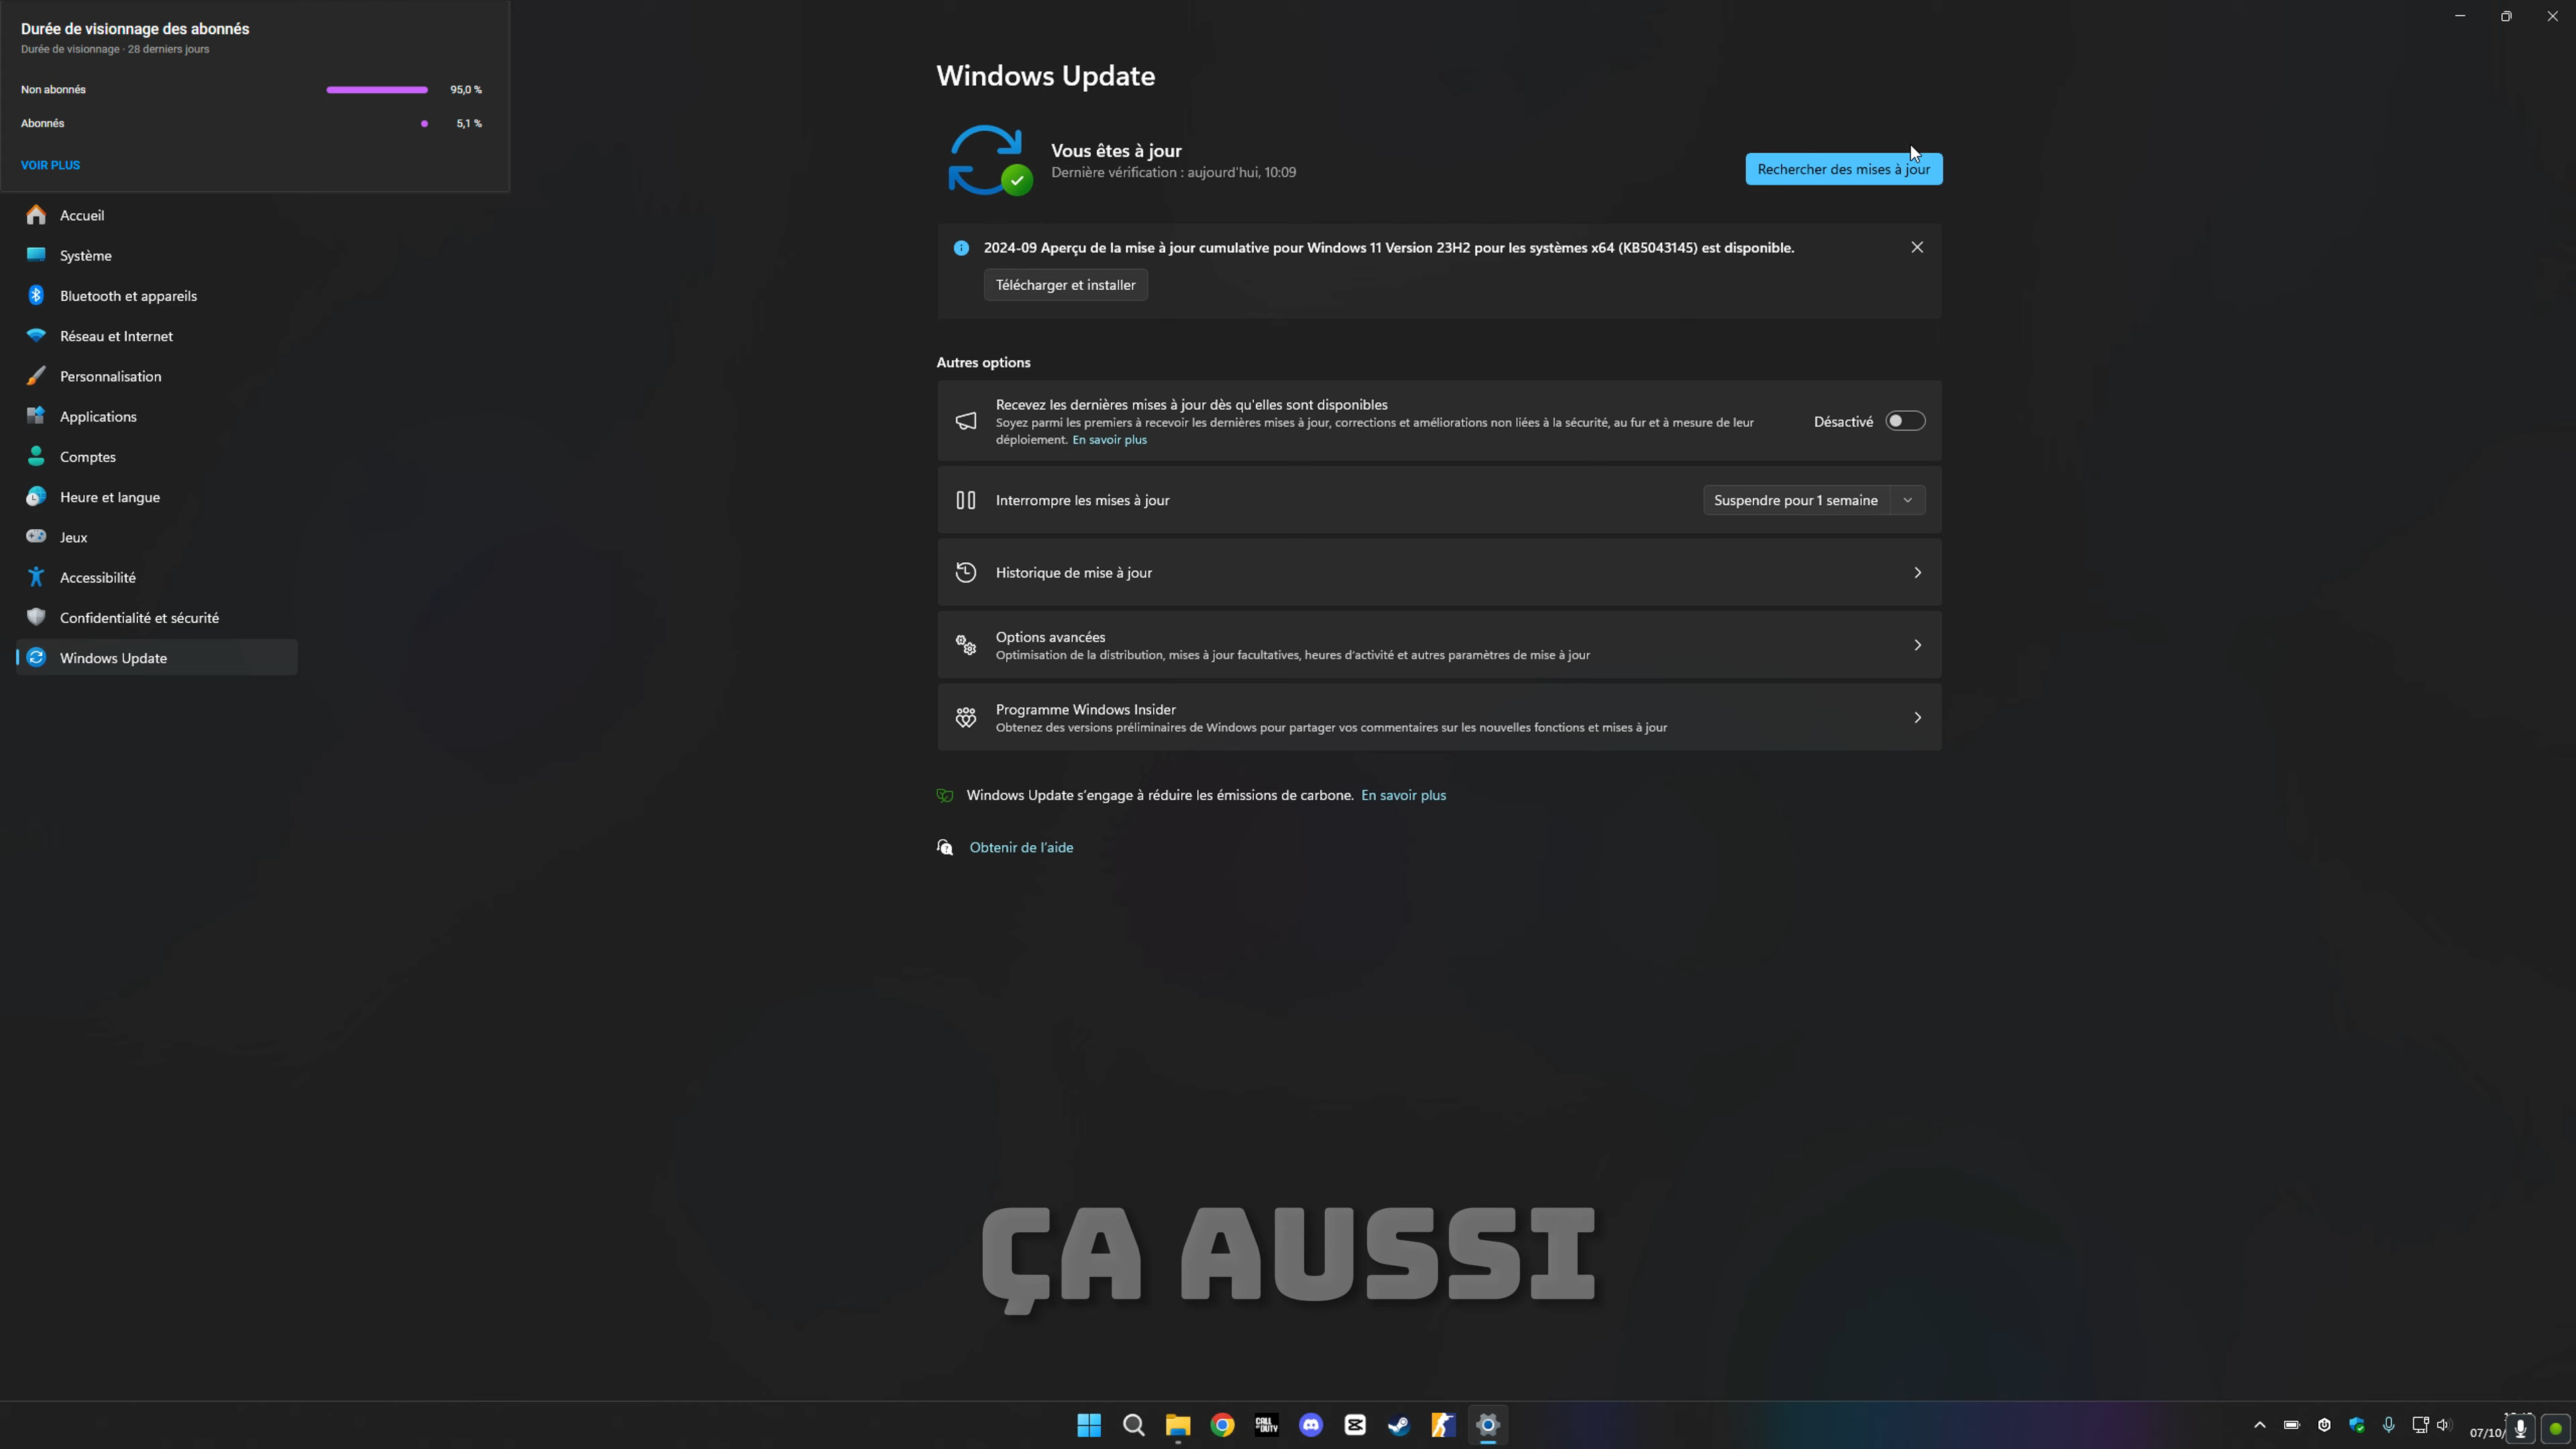 Durée de visionnage des abonnés
Durée de visionnage · 28 derniers jours
Non abonnés 95,0 %
Abonnés 5,1 %
VOIR PLUS
Accueil
Système
Bluetooth et appareils
Réseau et Internet
Personnalisation
Applications
Comptes
Heure et langue
Jeux
Accessibilité
Confidentialité et sécurité
Windows Update
Windows Update
Vous êtes à jour
Dernière vérification : aujourd'hui, 10:09
Rechercher des mises à jour
2024-09 Aperçu de la mise à jour cumulative pour Windows 11 Version 23H2 pour les systèmes x64 (KB5043145) est disponible.
Télécharger et installer
Autres options
Recevez les dernières mises à jour dès qu'elles sont disponibles
Soyez parmi les premiers à recevoir les dernières mises à jour, corrections et améliorations non liées à la sécurité, au fur et à mesure de leur
déploiement. En savoir plus
Désactivé
Interrompre les mises à jour
Suspendre pour 1 semaine
Historique de mise à jour
Options avancées
Optimisation de la distribution, mises à jour facultatives, heures d'activité et autres paramètres de mise à jour
Programme Windows Insider
Obtenez des versions préliminaires de Windows pour partager vos commentaires sur les nouvelles fonctions et mises à jour
Windows Update s'engage à réduire les émissions de carbone. En savoir plus
Obtenir de l'aide
ÇA AUSSI
CALL OF DUTY
07/10/